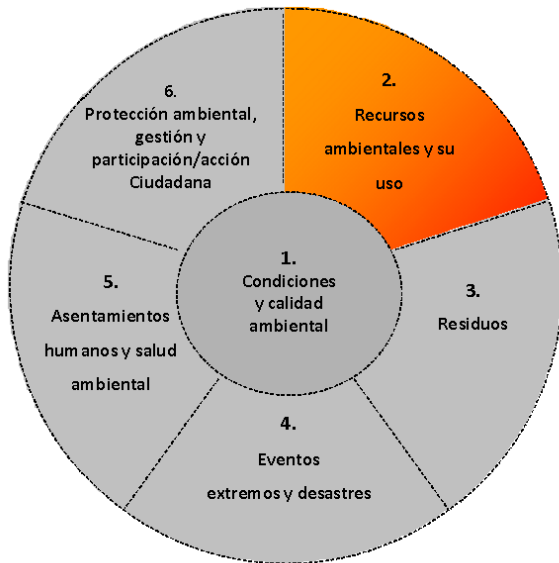 1.
Condiciones
y calidad
ambiental
2.
Recursos
ambientales y su
uso
3.
Residuos
4.
Eventos
extremos y desastres
5.
Asentamientos
humanos y salud
ambiental
6.
Protección ambiental,
gestión y
participación/acción
Ciudadana